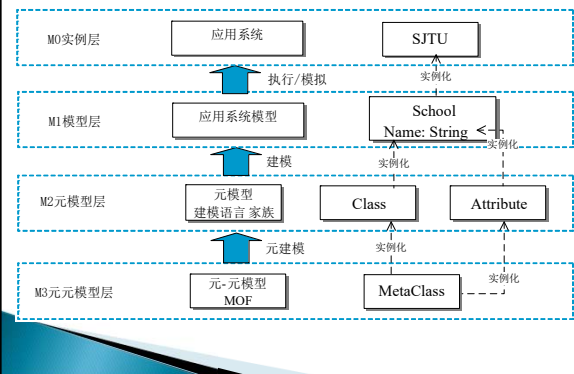 M0实例层
应用系统
SJTU
执行/模拟
实例化
M1模型层
应用系统模型
School
Name: String
实例化
建模
实例化
M2元模型层
元模型
建模语言 家族
Class
Attribute
元建模
实例化
M3元元模型层
元-元模型
MOF
MetaClass
实例化